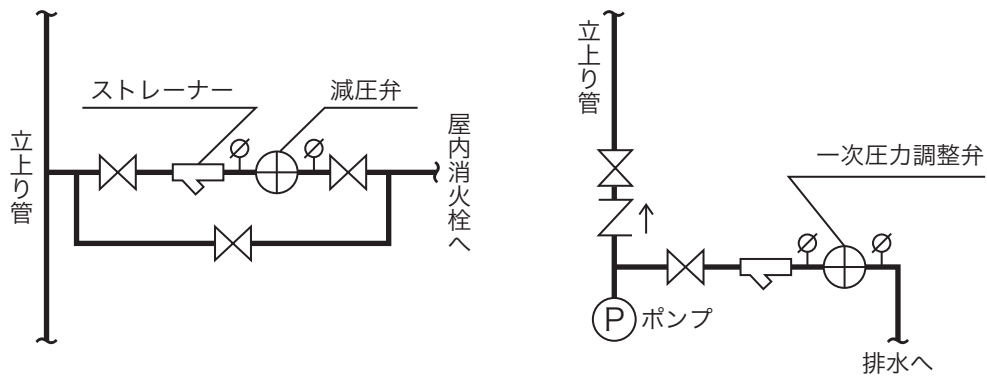 立上り管
ストレーナー
減圧弁
屋内消火栓へ
立上り管
一次圧力調整弁
P
ポンプ
排水へ